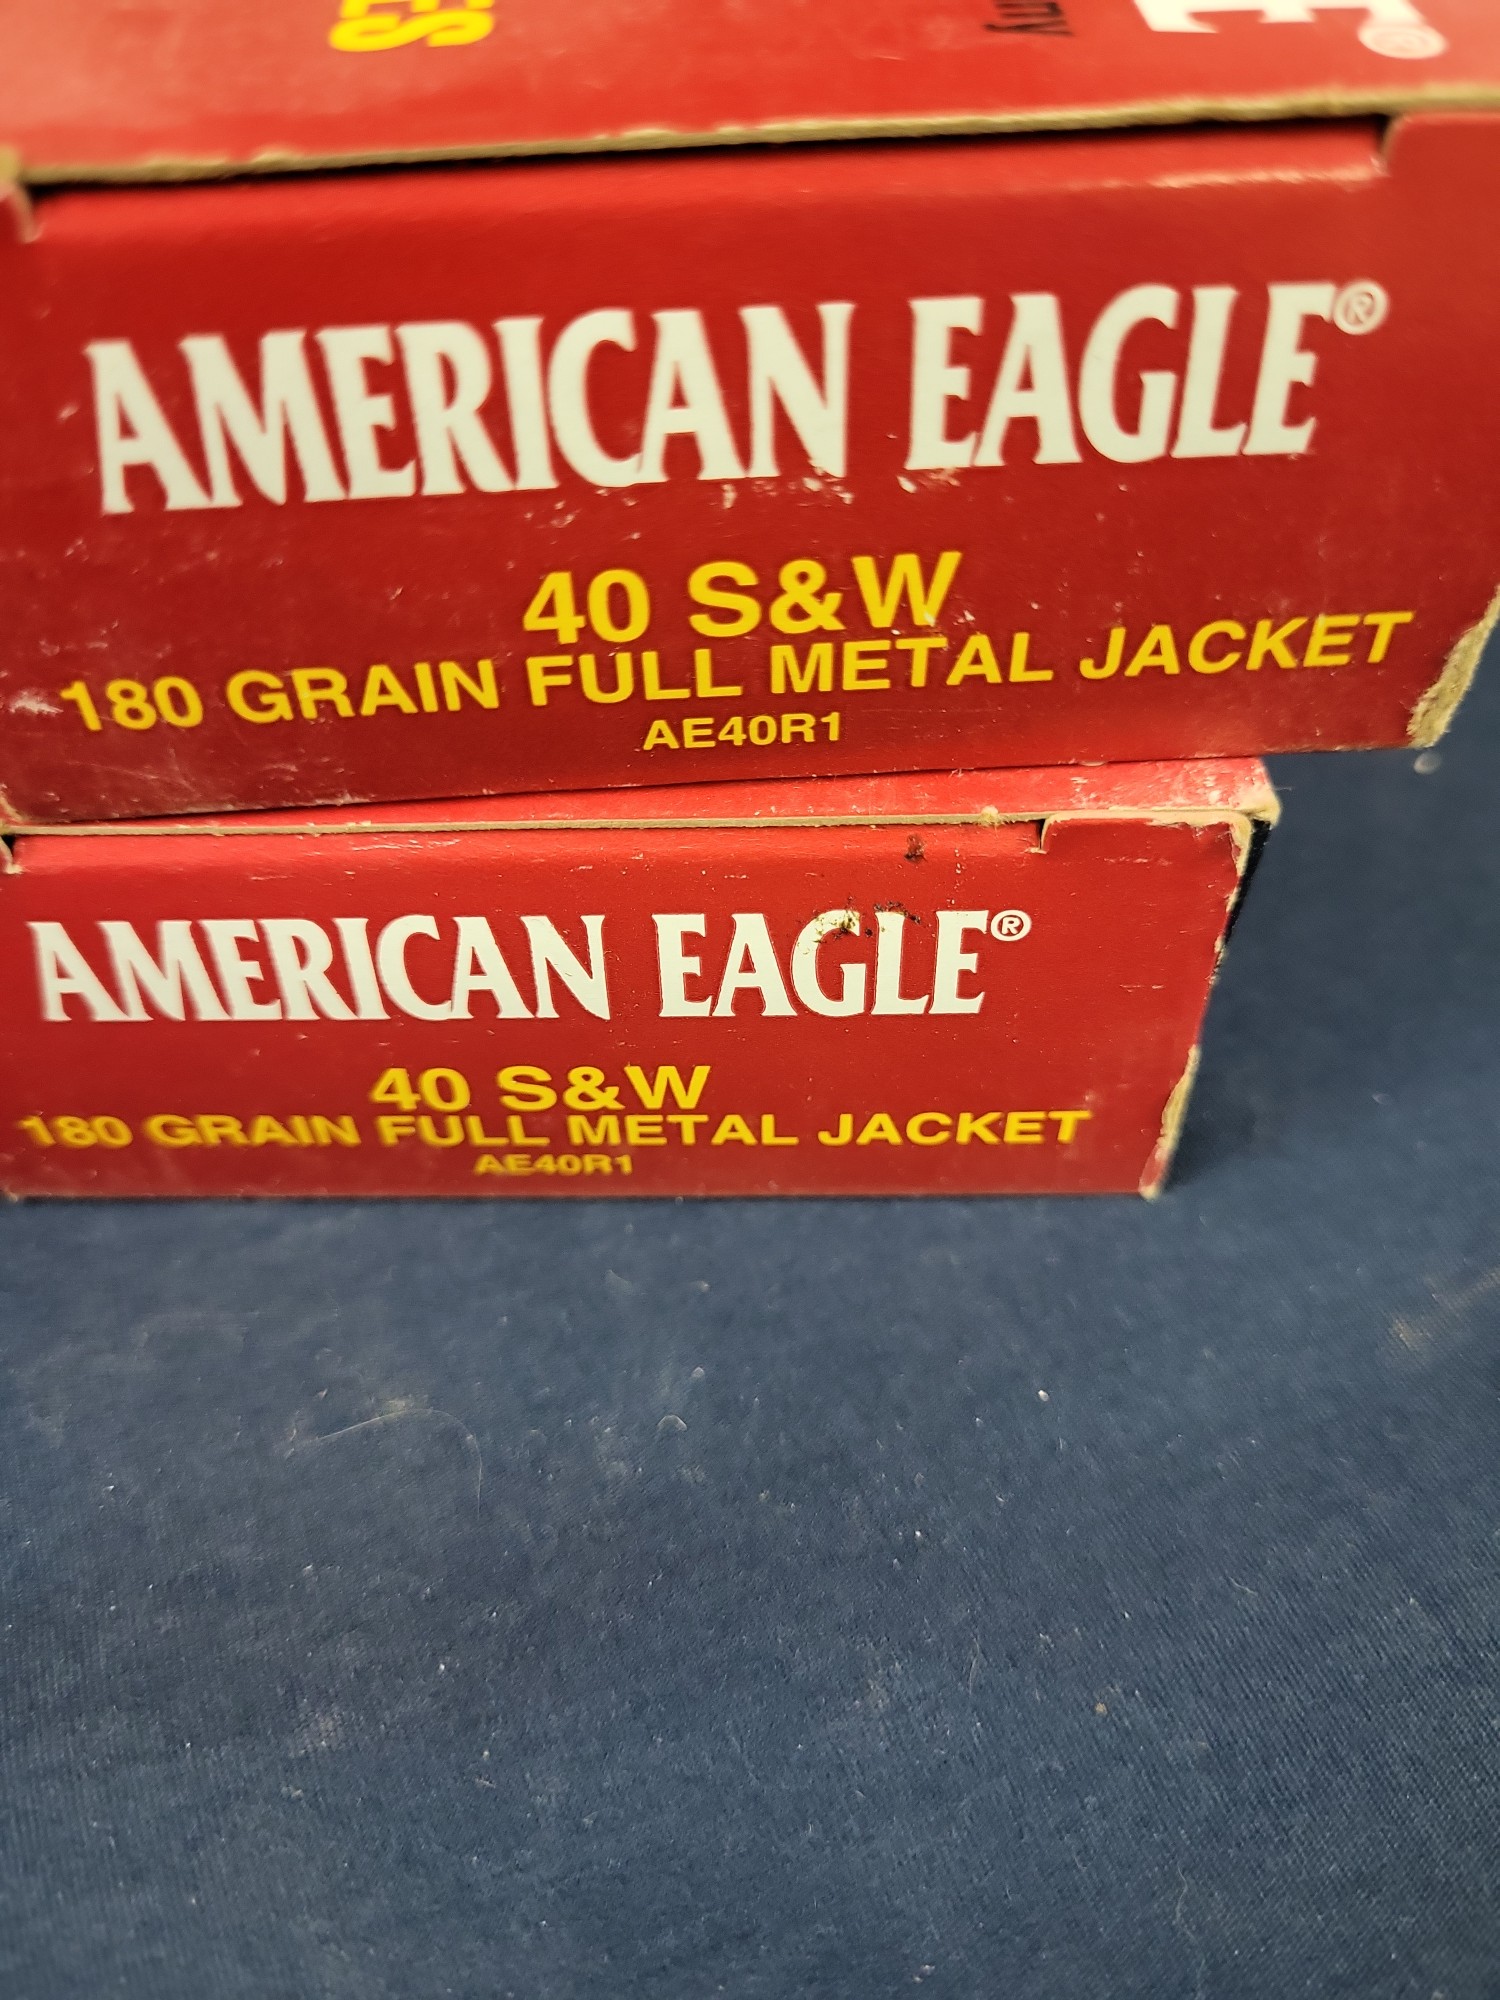 AMERICAN EAGLE®
40 S&W
180 GRAIN FULL METAL JACKET
AE40R1
AMERICAN EAGLE®
40 S&W
180 GRAIN FULL METAL JACKET
AE40R1